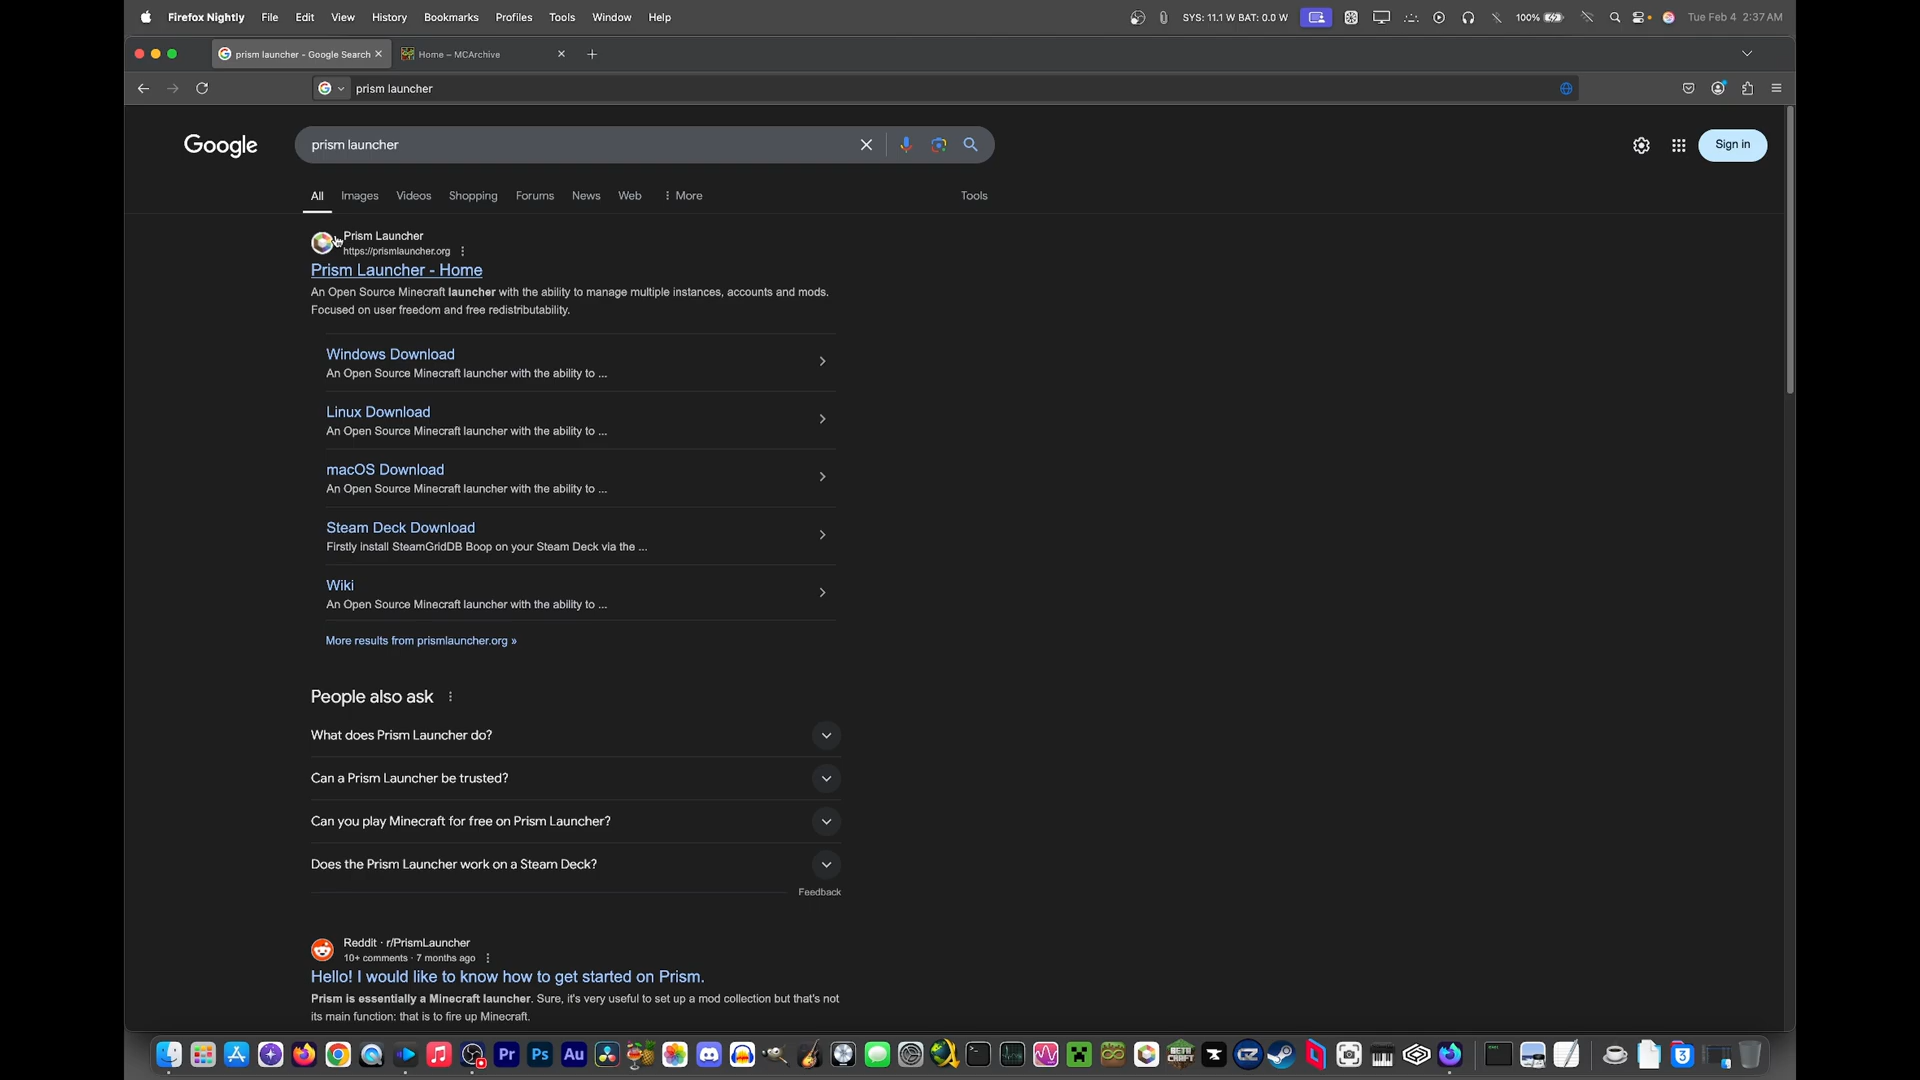 Firefox Nightly File Edit View History Bookmarks Profiles Tools Window Help SYS: 11.1 W BAT: 0.0 W 100% Tue Feb 4 2:37 AM
prism launcher - Google Search Home – MCArchive
prism launcher
Google prism launcher Sign in
All Images Videos Shopping Forums News Web More Tools
Prism Launcher
https://prismlauncher.org
Prism Launcher - Home
An Open Source Minecraft launcher with the ability to manage multiple instances, accounts and mods.
Focused on user freedom and free redistributability.
Windows Download
An Open Source Minecraft launcher with the ability to ...
Linux Download
An Open Source Minecraft launcher with the ability to ...
macOS Download
An Open Source Minecraft launcher with the ability to ...
Steam Deck Download
Firstly install SteamGridDB Boop on your Steam Deck via the ...
Wiki
An Open Source Minecraft launcher with the ability to ...
More results from prismlauncher.org »
People also ask
What does Prism Launcher do?
Can a Prism Launcher be trusted?
Can you play Minecraft for free on Prism Launcher?
Does the Prism Launcher work on a Steam Deck?
Feedback
Reddit · r/PrismLauncher
10+ comments · 7 months ago
Hello! I would like to know how to get started on Prism.
Prism is essentially a Minecraft launcher. Sure, it's very useful to set up a mod collection but that's not
its main function: that is to fire up Minecraft.
Pr Ps Au BETA CRAFT 3